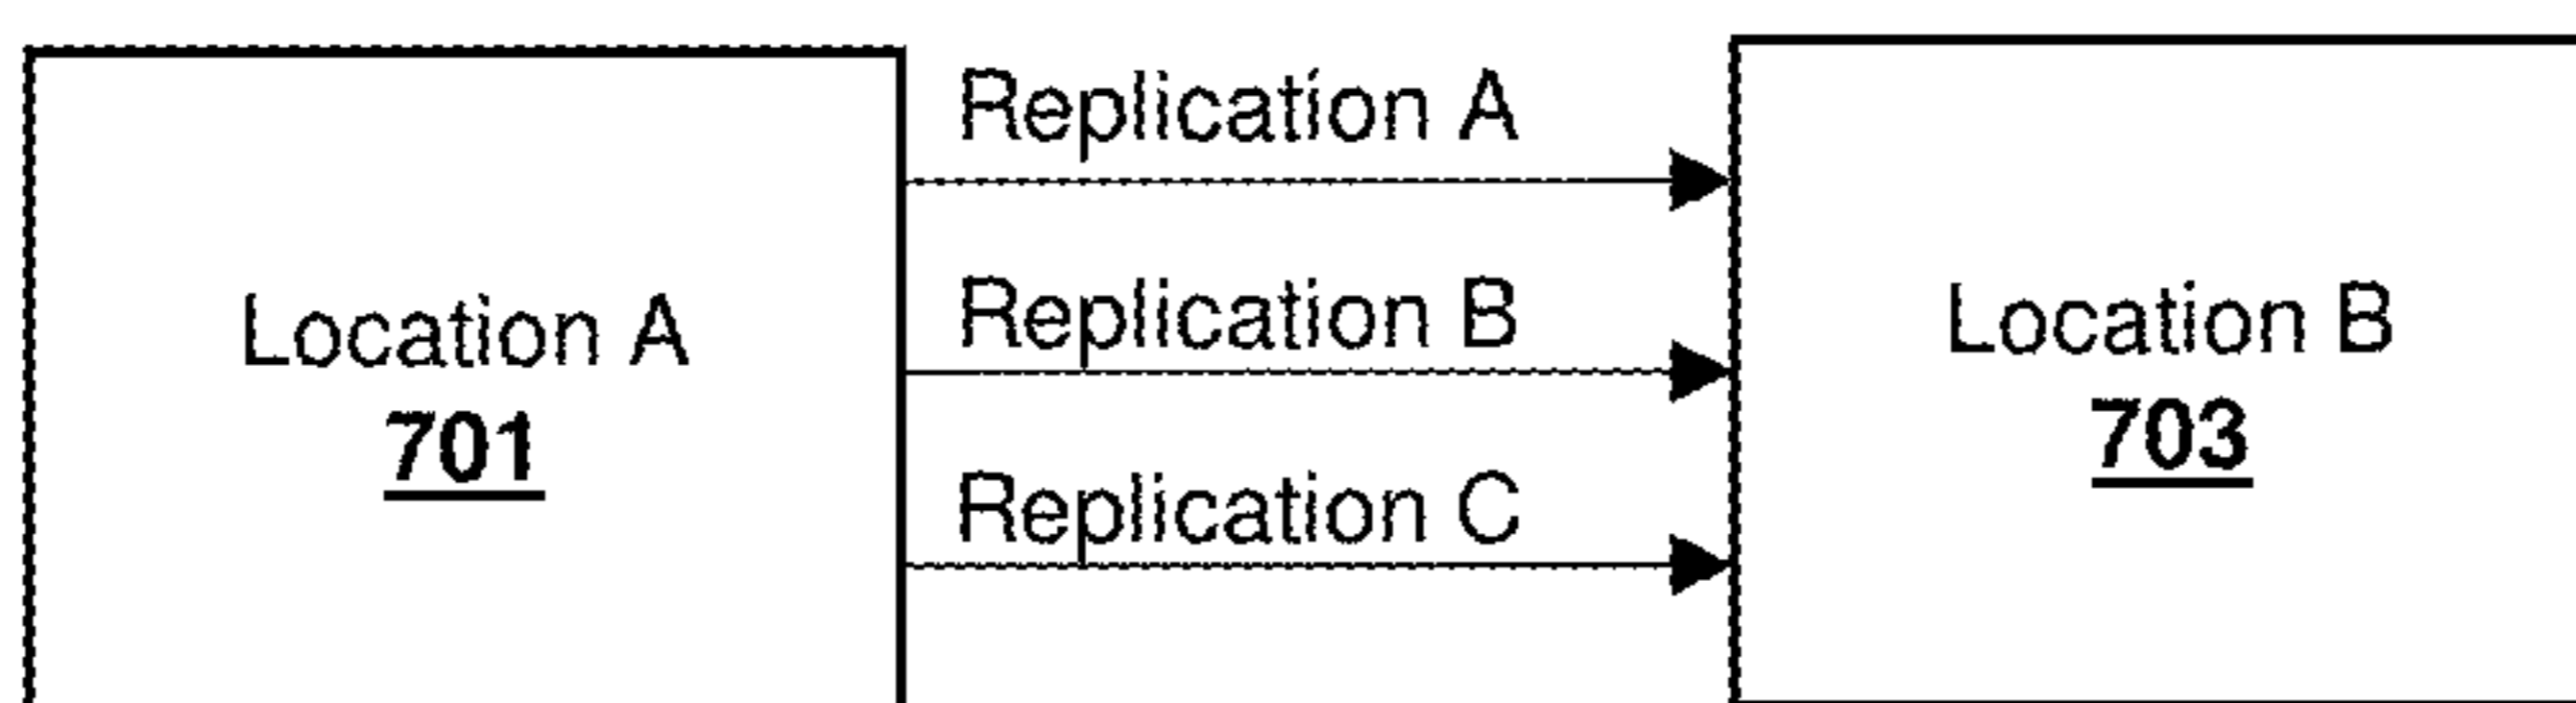 Replication A
Location A
701
Replication B
Replication C
Location B
703